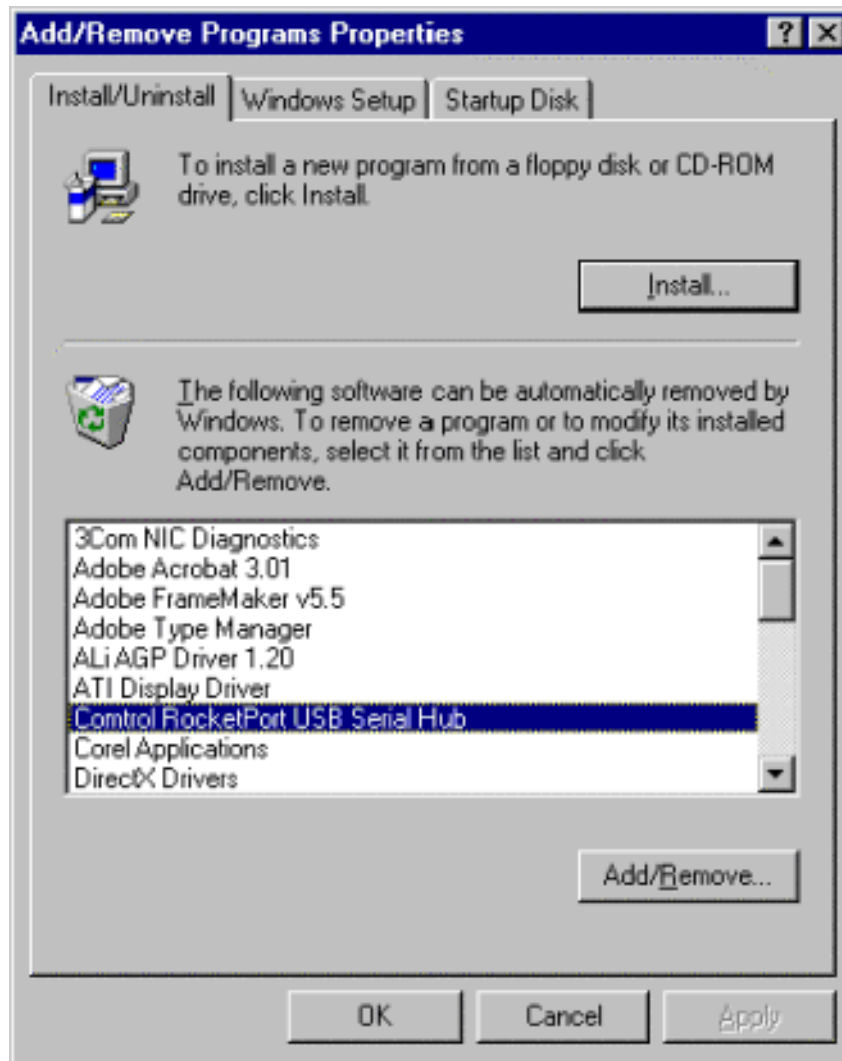 Add/Remove Programs Properties
Install/Uninstall
Windows Setup
Startup Disk
To install a new program from a floppy disk or CD-ROM
drive, click Install.
Install...
The following software can be automatically removed by
Windows. To remove a program or to modify its installed
components, select it from the list and click
Add/Remove.
3Com NIC Diagnostics
Adobe Acrobat 3.01
Adobe FrameMaker v5.5
Adobe Type Manager
ALi AGP Driver 1.20
ATI Display Driver
Comtrol RocketPort USB Serial Hub
Corel Applications
DirectX Drivers
Add/Remove...
OK
Cancel
Apply